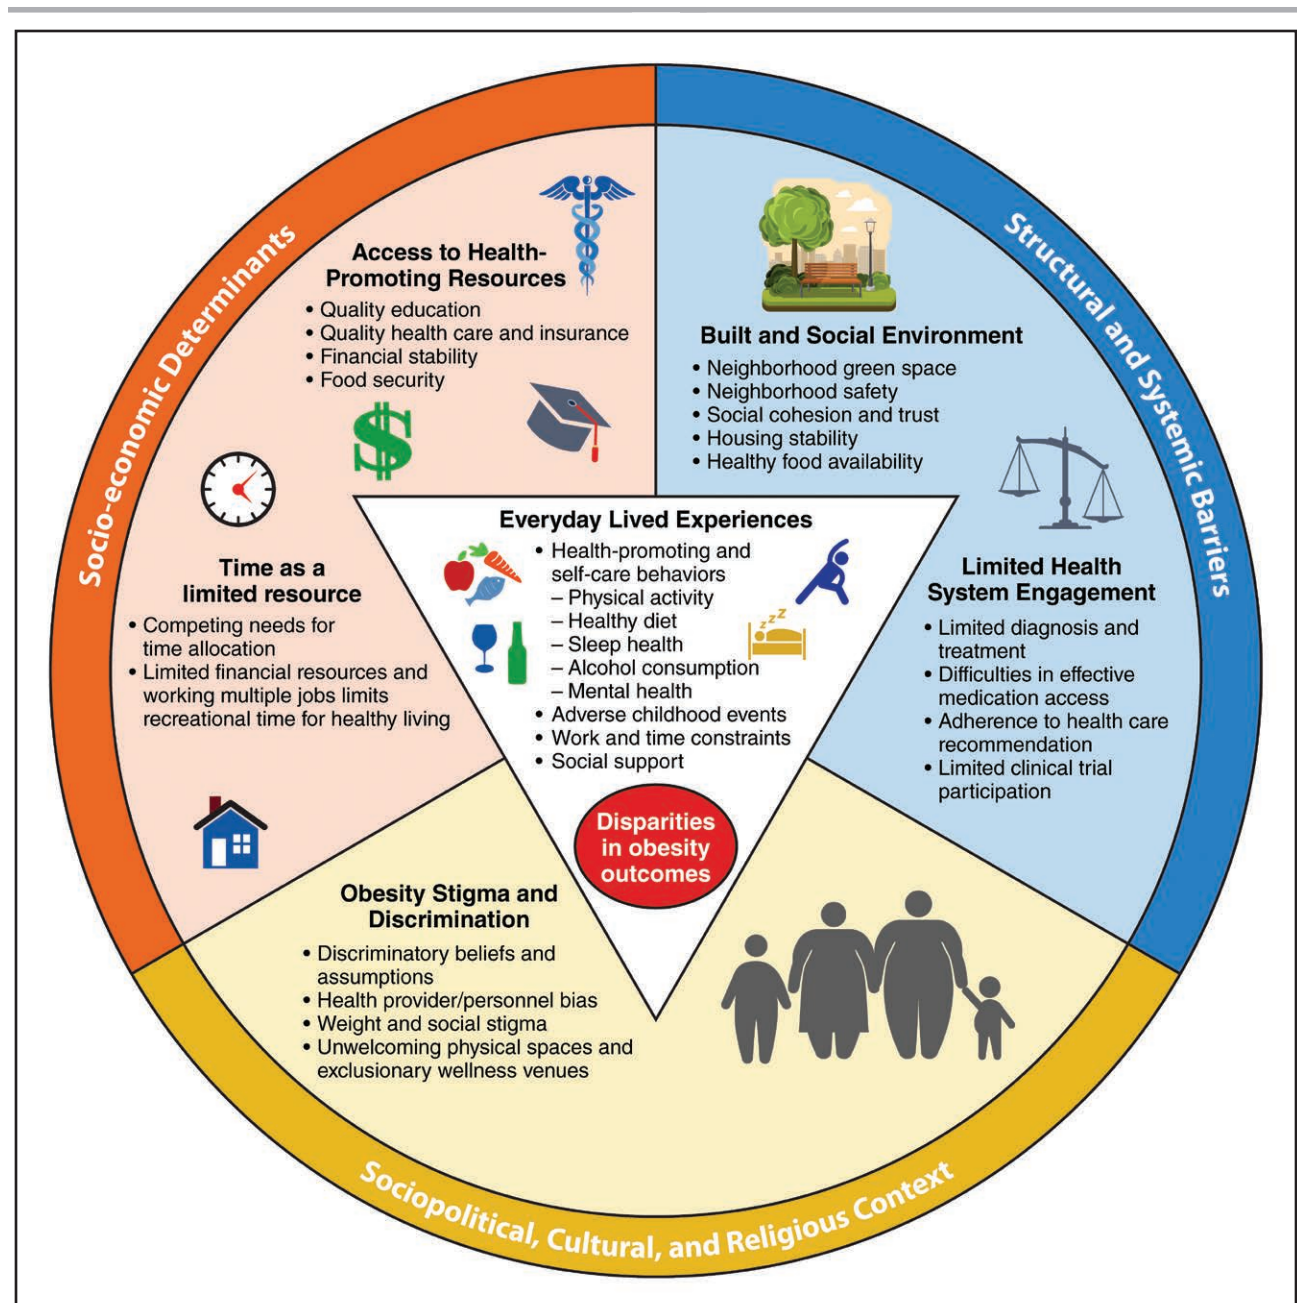 Socio-economic Determinants
Access to Health-
Promoting Resources
• Quality education
• Quality health care and insurance
• Financial stability
• Food security
$
Time as a
limited resource
• Competing needs for
time allocation
• Limited financial resources and
working multiple jobs limits
recreational time for healthy living
Structural and Systemic Barriers
Built and Social Environment
• Neighborhood green space
• Neighborhood safety
• Social cohesion and trust
• Housing stability
• Healthy food availability
Limited Health
System Engagement
• Limited diagnosis and
treatment
• Difficulties in effective
medication access
• Adherence to health care
recommendation
• Limited clinical trial
participation
Everyday Lived Experiences
• Health-promoting and
self-care behaviors
– Physical activity
– Healthy diet
– Sleep health
– Alcohol consumption
– Mental health
• Adverse childhood events
• Work and time constraints
• Social support
zzz
Disparities
in obesity
outcomes
Obesity Stigma and
Discrimination
• Discriminatory beliefs and
assumptions
• Health provider/personnel bias
• Weight and social stigma
• Unwelcoming physical spaces and
exclusionary wellness venues
Sociopolitical, Cultural, and Religious Context